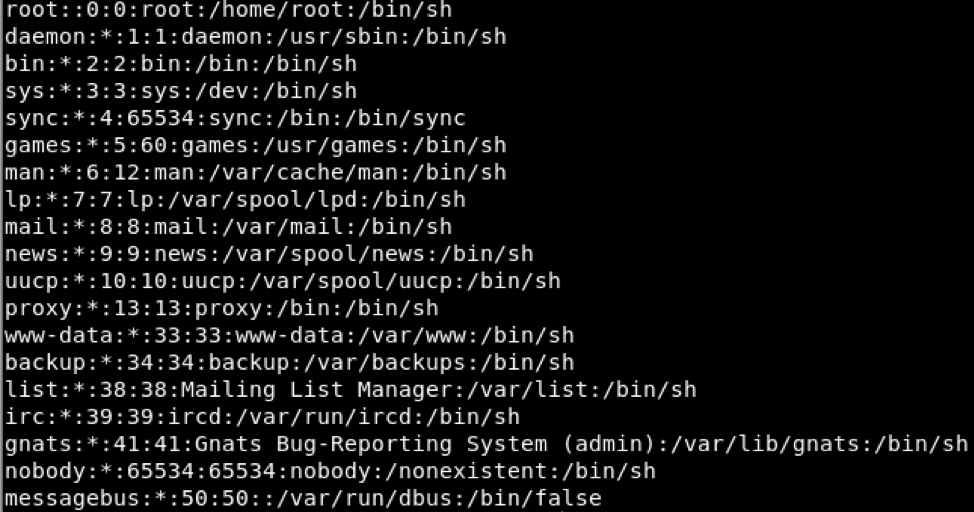 root::0:0:root:/home/root:/bin/sh
daemon:*:1:1:daemon:/usr/sbin:/bin/sh
bin:*:2:2:bin:/bin:/bin/sh
sys:*:3:3:sys:/dev:/bin/sh
sync:*:4:65534:sync:/bin:/bin/sync
games:*:5:60:games:/usr/games:/bin/sh
man:*:6:12:man:/var/cache/man:/bin/sh
lp:*:7:7:lp:/var/spool/lpd:/bin/sh
mail:*:8:8:mail:/var/mail:/bin/sh
news:*:9:9:news:/var/spool/news:/bin/sh
uucp:*:10:10:uucp:/var/spool/uucp:/bin/sh
proxy:*:13:13:proxy:/bin:/bin/sh
www-data:*:33:33:www-data:/var/www:/bin/sh
backup:*:34:34:backup:/var/backups:/bin/sh
list:*:38:38:Mailing List Manager:/var/list:/bin/sh
irc:*:39:39:ircd:/var/run/ircd:/bin/sh
gnats:*:41:41:Gnats Bug-Reporting System (admin):/var/lib/gnats:/bin/sh
nobody:*:65534:65534:nobody:/nonexistent:/bin/sh
messagebus:*:50:50::/var/run/dbus:/bin/false